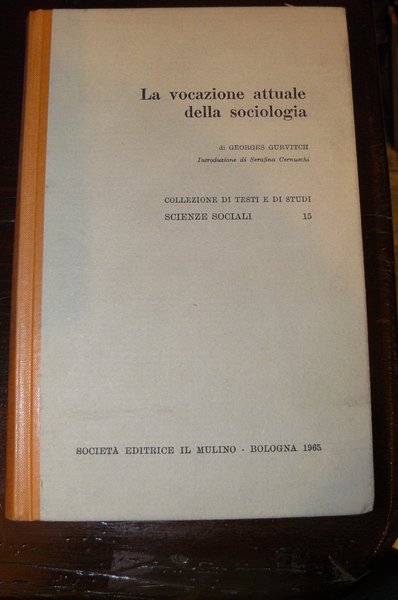 La vocazione attuale
della sociologia
di GEORGES GURVITCH
Introduzione di Serafina Cernuschi
COLLEZIONE DI TESTI E DI STUDI
SCIENZE SOCIALI 15
SOCIETÀ EDITRICE IL MULINO - BOLOGNA 1965